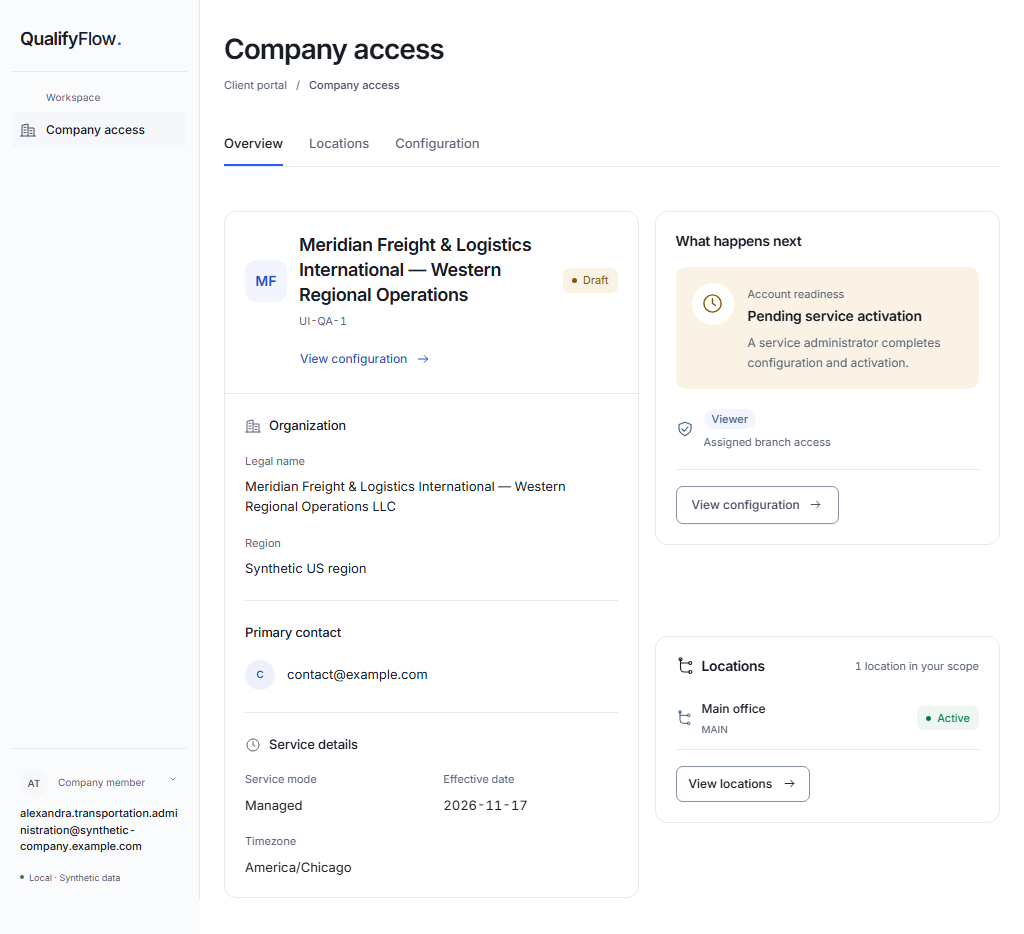 QualifyFlow.
Workspace
Company access
AT
Company member
alexandra.transportation.admi
nistration@synthetic-
company.example.com
Local · Synthetic data
Company access
Client portal / Company access
Overview
Locations
Configuration
MF
Meridian Freight & Logistics
International — Western
Regional Operations
UI-QA-1
Draft
View configuration →
Organization
Legal name
Meridian Freight & Logistics International — Western
Regional Operations LLC
Region
Synthetic US region
Primary contact
C
contact@example.com
Service details
Service mode
Managed
Effective date
2026-11-17
Timezone
America/Chicago
What happens next
Account readiness
Pending service activation
A service administrator completes
configuration and activation.
Viewer
Assigned branch access
View configuration →
Locations
1 location in your scope
Main office
MAIN
Active
View locations →